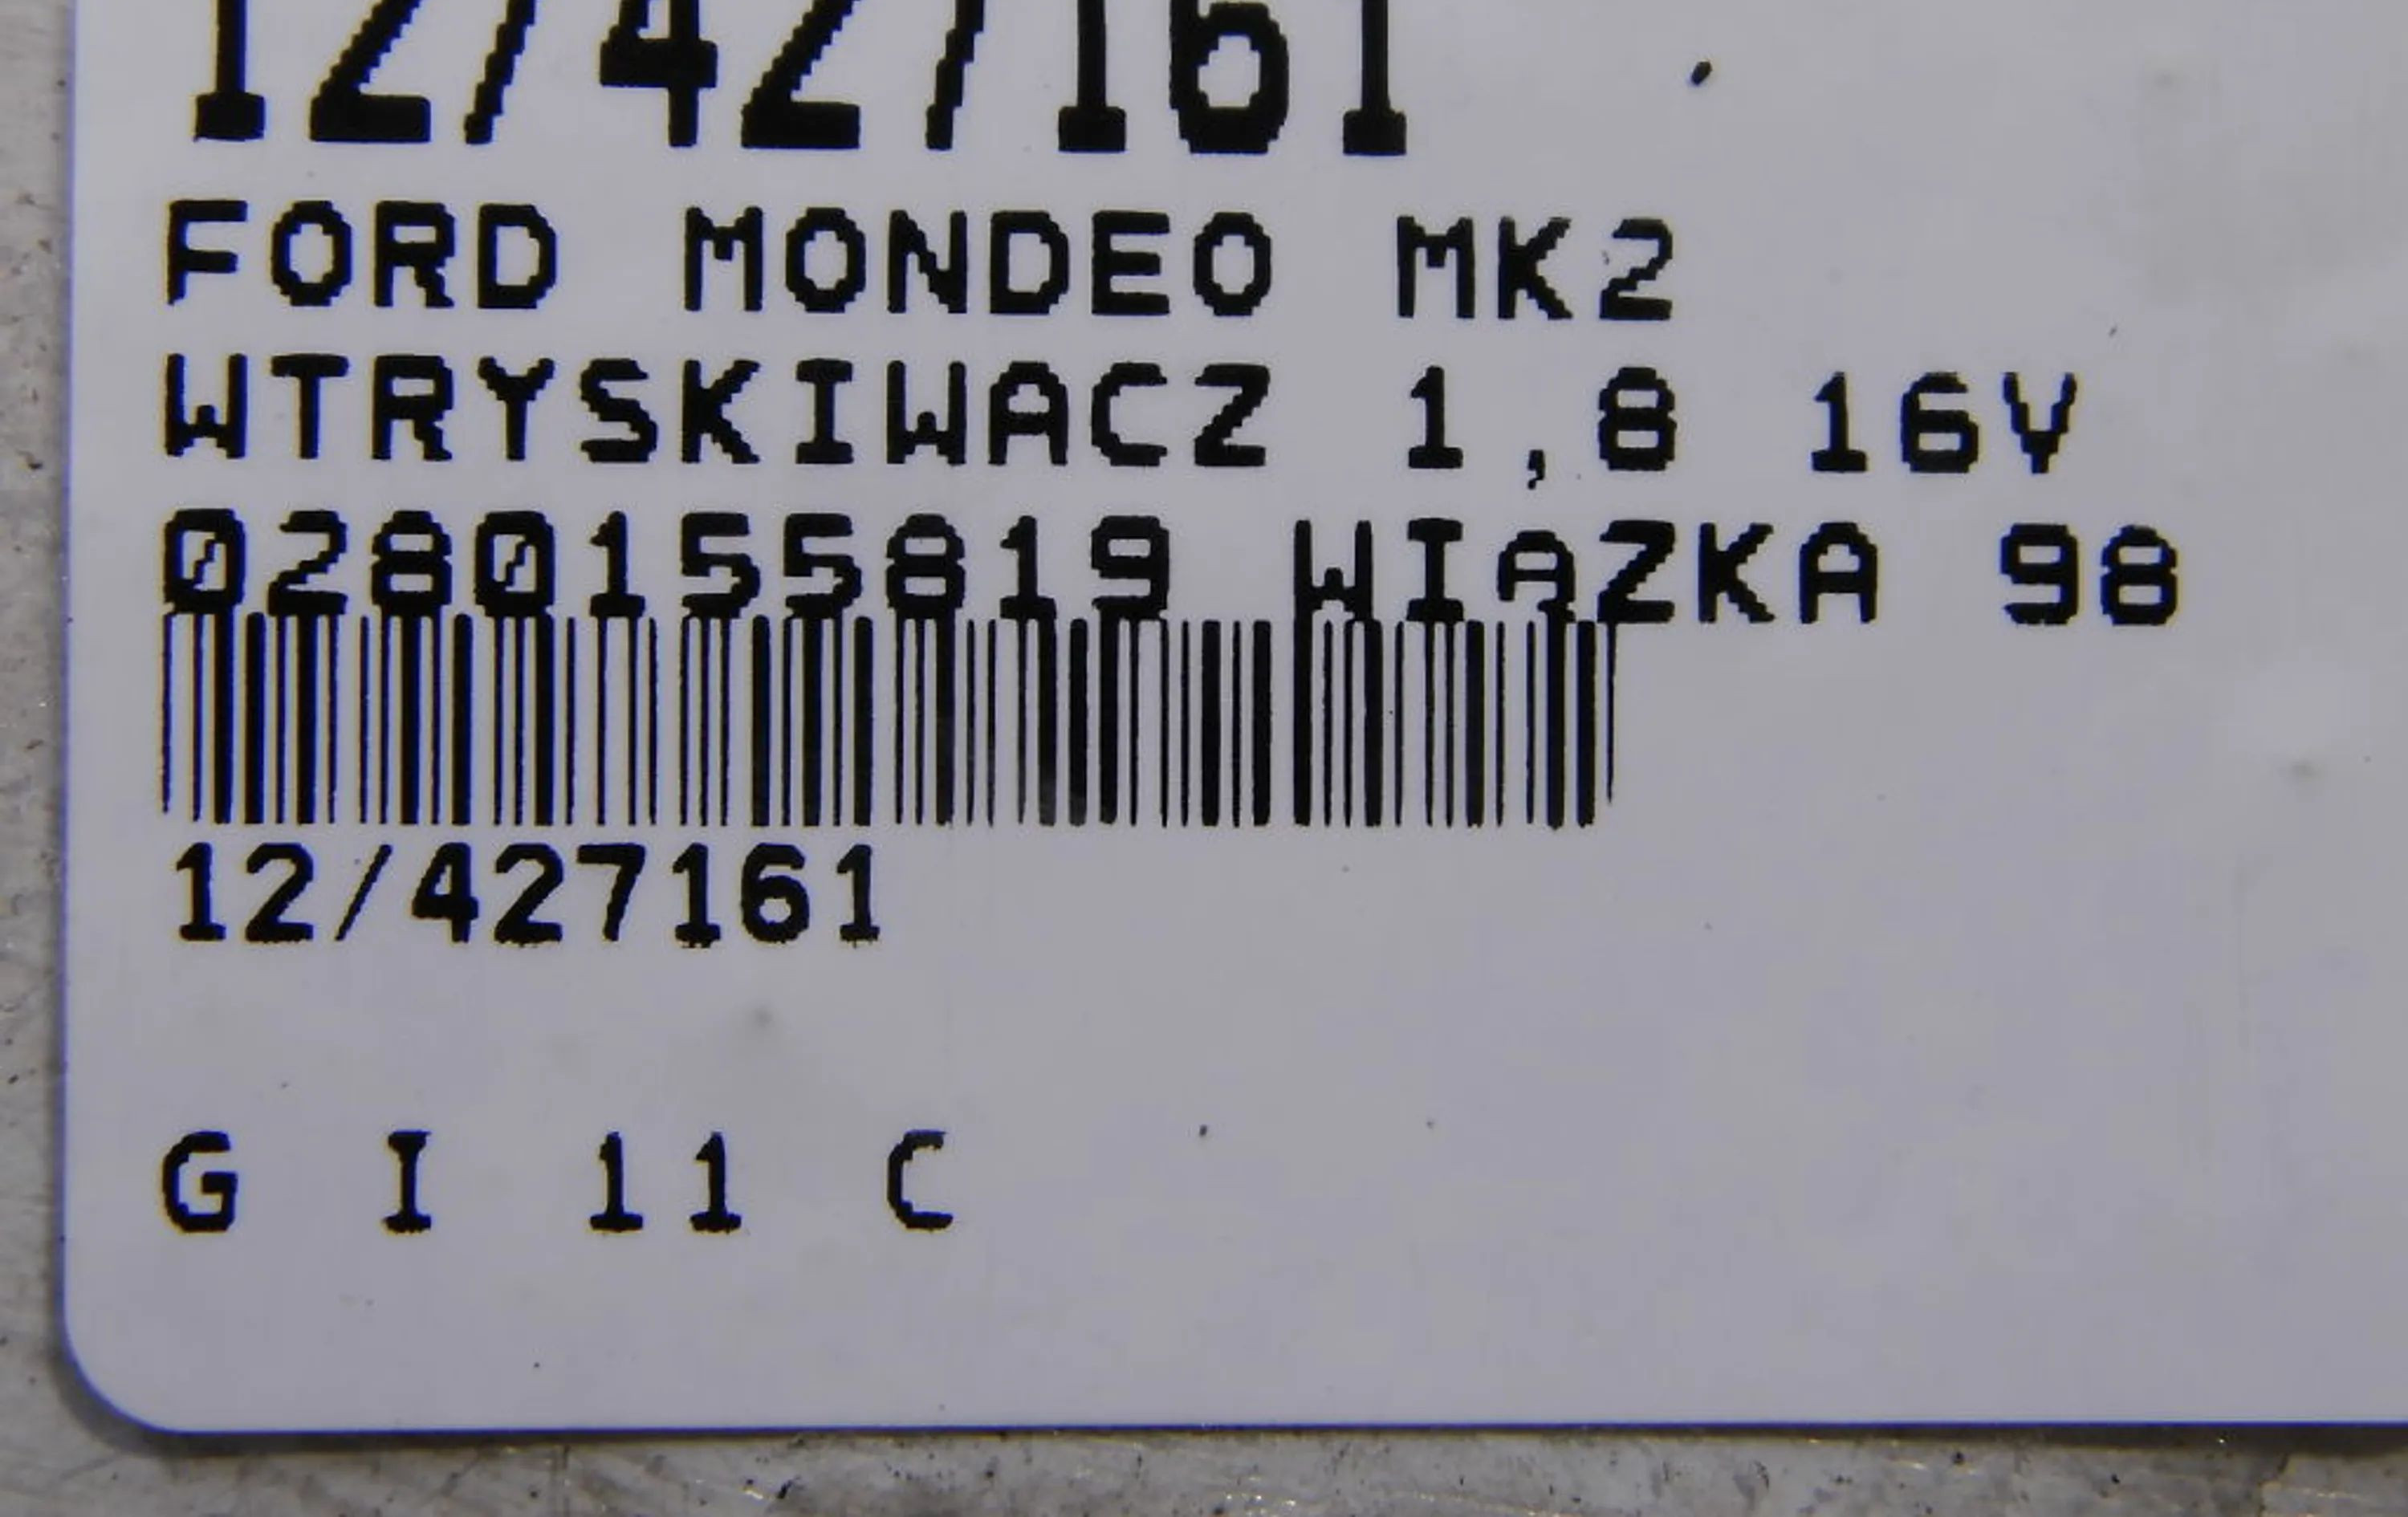 12/427161
FORD MONDEO MK2
WTRYSKIWACZ 1,8 16V
0280155819 WIĄZKA 98
12/427161
G I 11 C